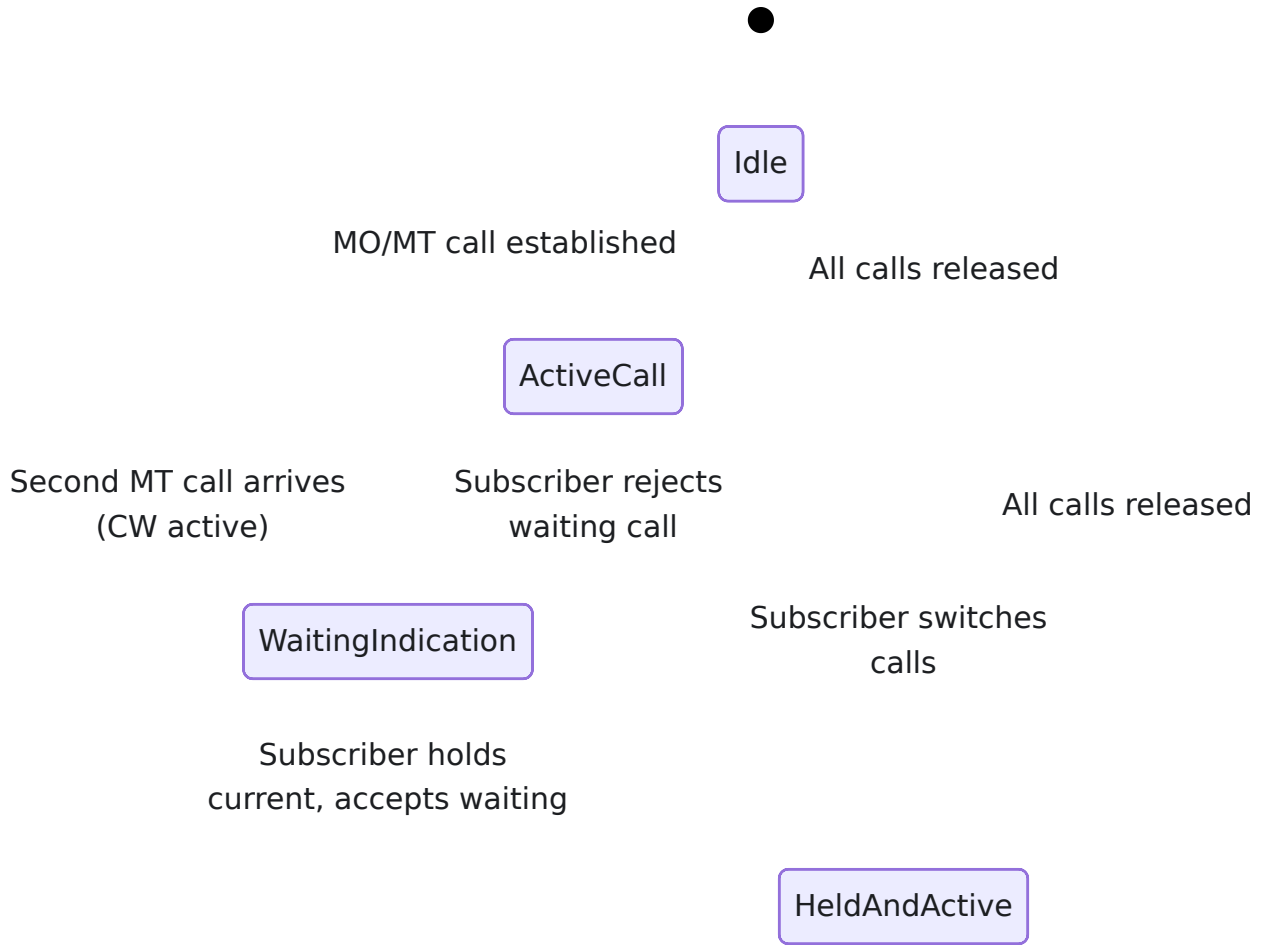 Idle
MO/MT call established
All calls released
ActiveCall
Second MT call arrives
(CW active)
Subscriber rejects
waiting call
All calls released
WaitingIndication
Subscriber switches
calls
Subscriber holds
current, accepts waiting
HeldAndActive